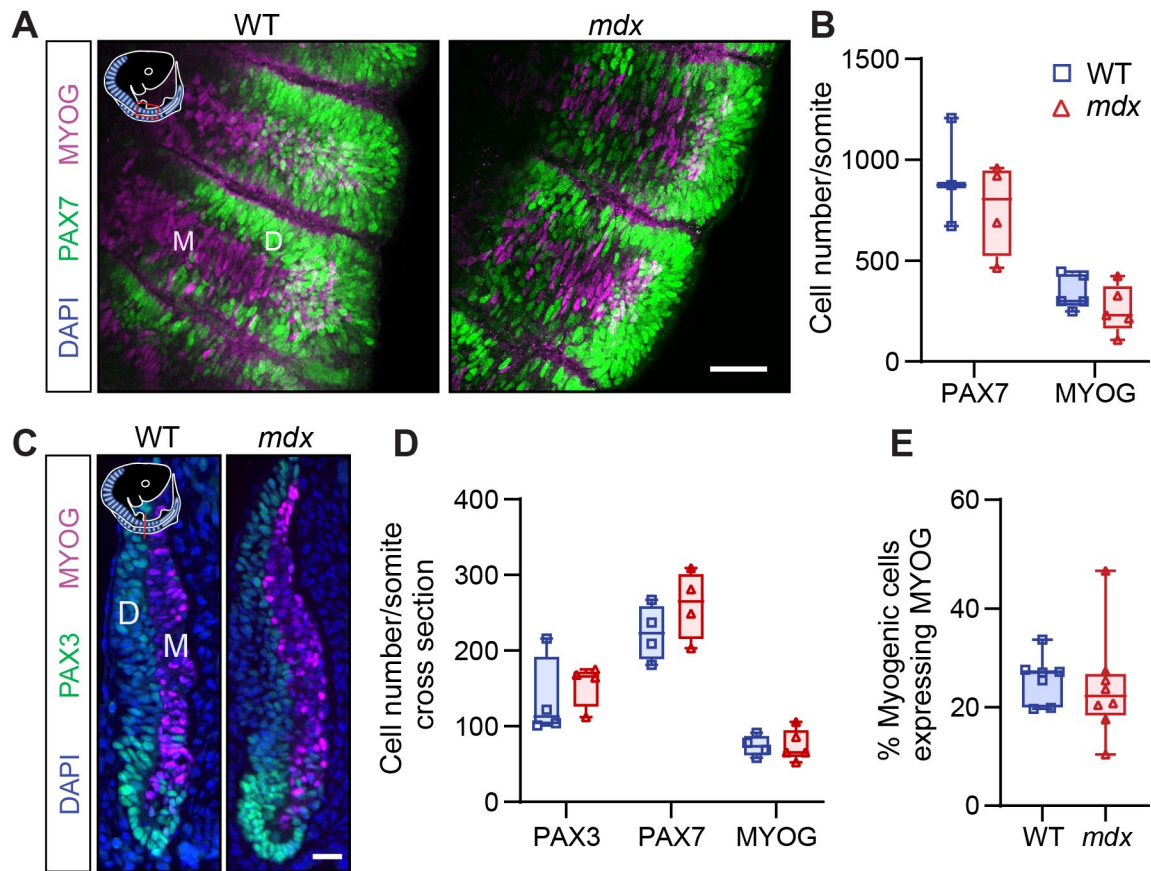 A
WT
mdx
DAPI PAX7 MYOG
M
D
B
Cell number/somite
1500
1000
500
0
WT
mdx
PAX7
MYOG
C
WT
mdx
DAPI PAX3 MYOG
D
M
D
Cell number/somite
cross section
400
300
200
100
0
PAX3
PAX7
MYOG
E
% Myogenic cells
expressing MYOG
60
40
20
0
WT
mdx